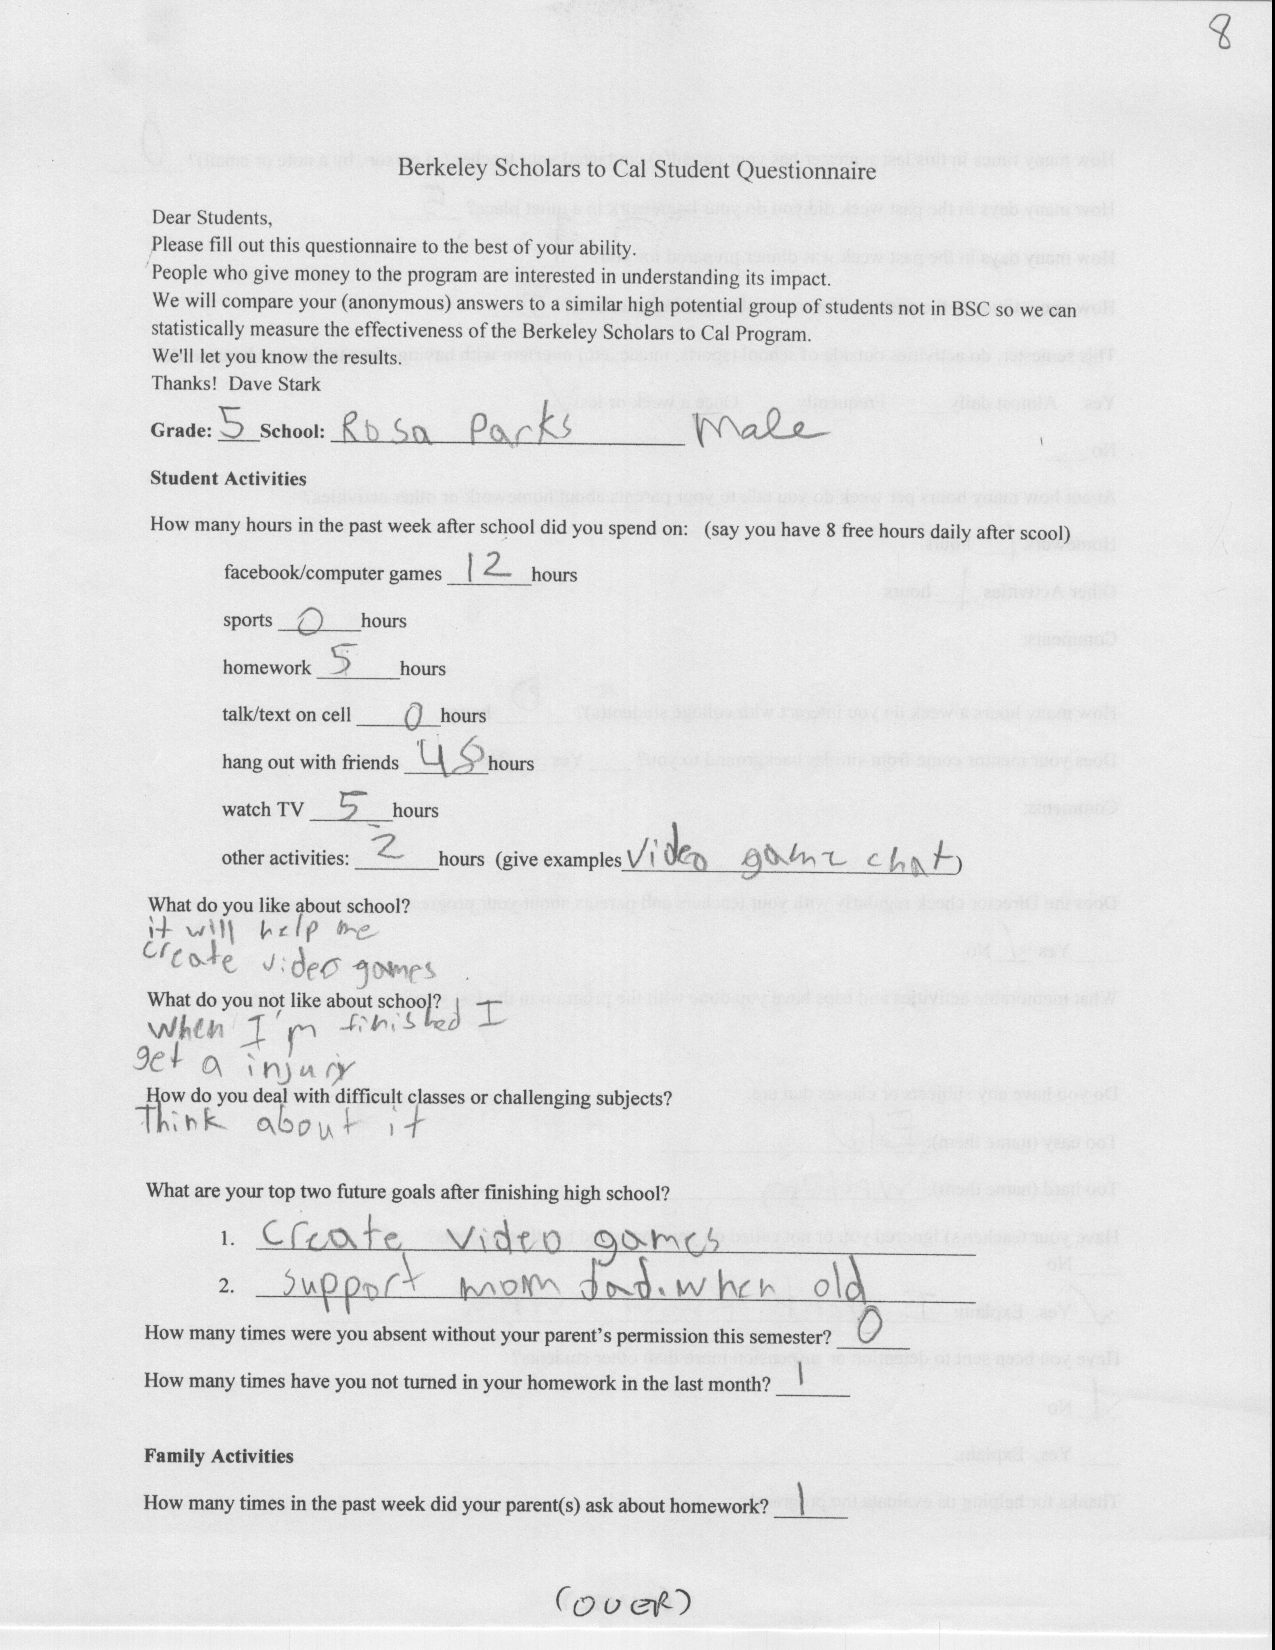 8
Berkeley Scholars to Cal Student Questionnaire
Dear Students,
Please fill out this questionnaire to the best of your ability.
People who give money to the program are interested in understanding its impact.
We will compare your (anonymous) answers to a similar high potential group of students not in BSC so we can
statistically measure the effectiveness of the Berkeley Scholars to Cal Program.
We'll let you know the results.
Thanks! Dave Stark
Grade: 5 School: Rosa Parks Male
Student Activities
How many hours in the past week after school did you spend on: (say you have 8 free hours daily after scool)
facebook/computer games 12 hours
sports 0 hours
homework 5 hours
talk/text on cell 0 hours
hang out with friends 48 hours
watch TV 5 hours
other activities: 2 hours (give examples video game chat)
What do you like about school?
it will help me
create video games
What do you not like about school?
when I'm finished I
get a injury
How do you deal with difficult classes or challenging subjects?
Think about it
What are your top two future goals after finishing high school?
1. Create video games
2. support mom dad. when old
How many times were you absent without your parent's permission this semester? 0
How many times have you not turned in your homework in the last month? 1
Family Activities
How many times in the past week did your parent(s) ask about homework? 1
(OVER)